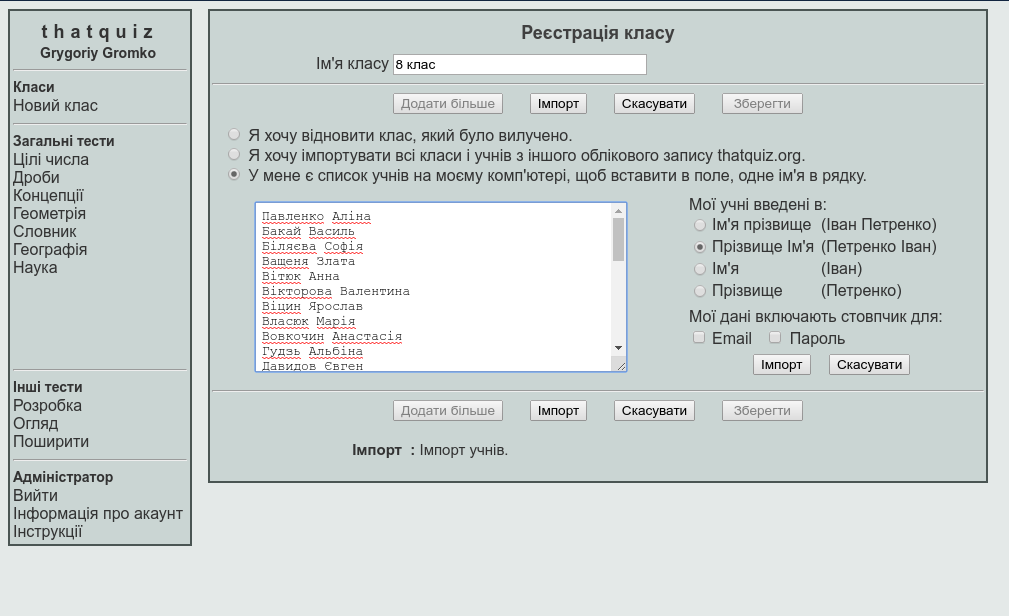 thatquiz
Grygoriy Gromko
Класи
Новий клас
Загальні тести
Цілі числа
Дроби
Концепції
Геометрія
Словник
Географія
Наука
Інші тести
Розробка
Огляд
Поширити
Адміністратор
Вийти
Інформація про акаунт
Інструкції
Реєстрація класу
Ім'я класу 8 клас
Додати більше Імпорт Скасувати Зберегти
Я хочу відновити клас, який було вилучено.
Я хочу імпортувати всі класи і учнів з іншого облікового запису thatquiz.org.
У мене є список учнів на моєму комп'ютері, щоб вставити в поле, одне ім'я в рядку.
Павленко Аліна
Бакай Василь
Біляєва Софія
Ващеня Злата
Вітюк Анна
Вікторова Валентина
Віцин Ярослав
Власюк Марія
Вовкочин Анастасія
Гудзь Альбіна
Давидов Євген
Мої учні введені в:
Ім'я прізвище (Іван Петренко)
Прізвище Ім'я (Петренко Іван)
Ім'я (Іван)
Прізвище (Петренко)
Мої дані включають стовпчик для:
Email Пароль
Імпорт Скасувати
Додати більше Імпорт Скасувати Зберегти
Імпорт : Імпорт учнів.